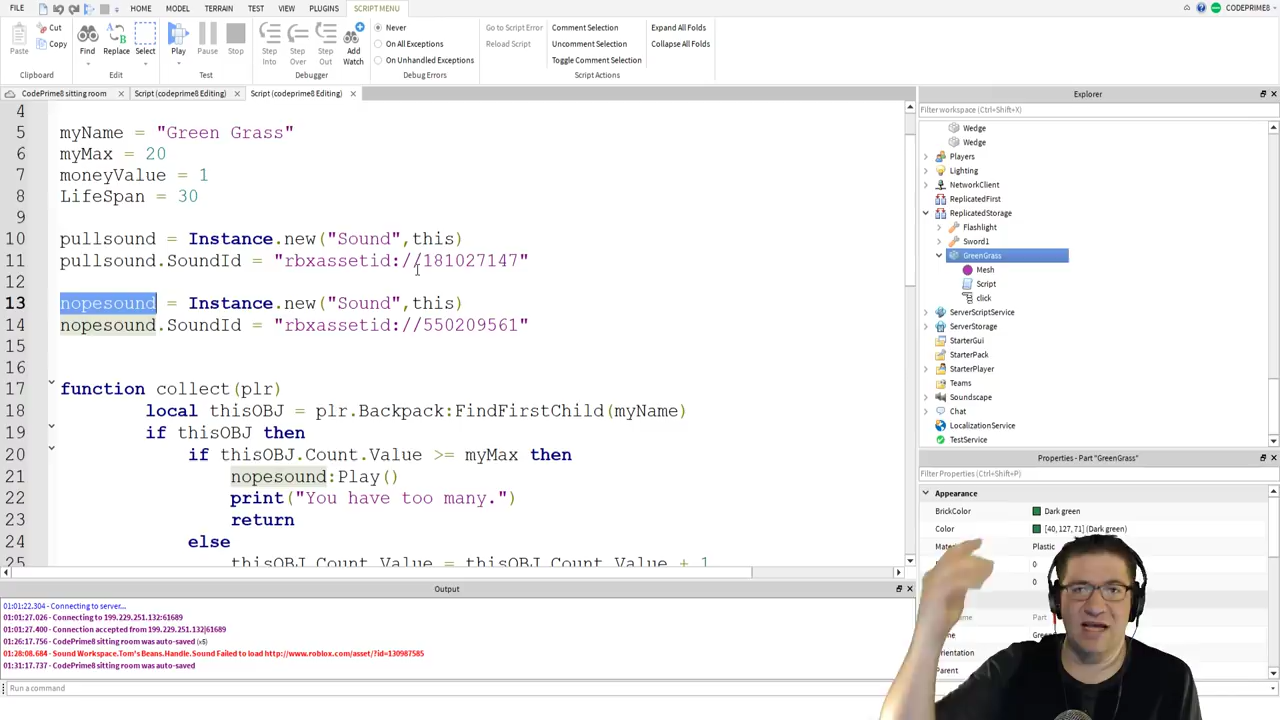 FILE HOME MODEL TERRAIN TEST VIEW PLUGINS SCRIPT MENU CODEPRIME8
Cut
Copy
Paste
Clipboard
Find Replace Select
Edit
Play Pause Stop
Test
Step Into
Step Over
Step Out
Add Watch
Debugger
Never
On All Exceptions
On Unhandled Exceptions
Debug Errors
Go to Script Error
Reload Script
Comment Selection
Uncomment Selection
Toggle Comment Selection
Expand All Folds
Collapse All Folds
Script Actions
CodePrime8 sitting room Script (codeprime8 Editing) Script (codeprime8 Editing)
4
5 myName = "Green Grass"
6 myMax = 20
7 moneyValue = 1
8 LifeSpan = 30
9
10 pullsound = Instance.new("Sound",this)
11 pullsound.SoundId = "rbxassetid://181027147"
12
13 nopesound = Instance.new("Sound",this)
14 nopesound.SoundId = "rbxassetid://550209561"
15
16
17 function collect(plr)
18 local thisOBJ = plr.Backpack:FindFirstChild(myName)
19 if thisOBJ then
20 if thisOBJ.Count.Value >= myMax then
21 nopesound:Play()
22 print("You have too many.")
23 return
24 else
25 thisOBJ.Count.Value = thisOBJ.Count.Value + 1
Output
01:01:22.304 - Connecting to server...
01:01:27.026 - Connecting to 199.229.251.132:61689
01:01:27.400 - Connection accepted from 199.229.251.132|61689
01:26:17.756 - CodePrime8 sitting room was auto-saved (x6)
01:28:08.684 - Sound Workspace.Tom's Beans.Handle.Sound Failed to load http://www.roblox.com/asset/?id=130987585
01:31:17.737 - CodePrime8 sitting room was auto-saved
Run a command
Explorer
Filter workspace (Ctrl+Shift+X)
Wedge
Wedge
Players
Lighting
NetworkClient
ReplicatedFirst
ReplicatedStorage
Flashlight
Sword1
GreenGrass
Mesh
Script
click
ServerScriptService
ServerStorage
StarterGui
StarterPack
StarterPlayer
Teams
Soundscape
Chat
LocalizationService
TestService
Properties - Part "GreenGrass"
Filter Properties (Ctrl+Shift+P)
Appearance
BrickColor Dark green
Color [40, 127, 71] (Dark green)
Plastic
0
0
Part
Parent